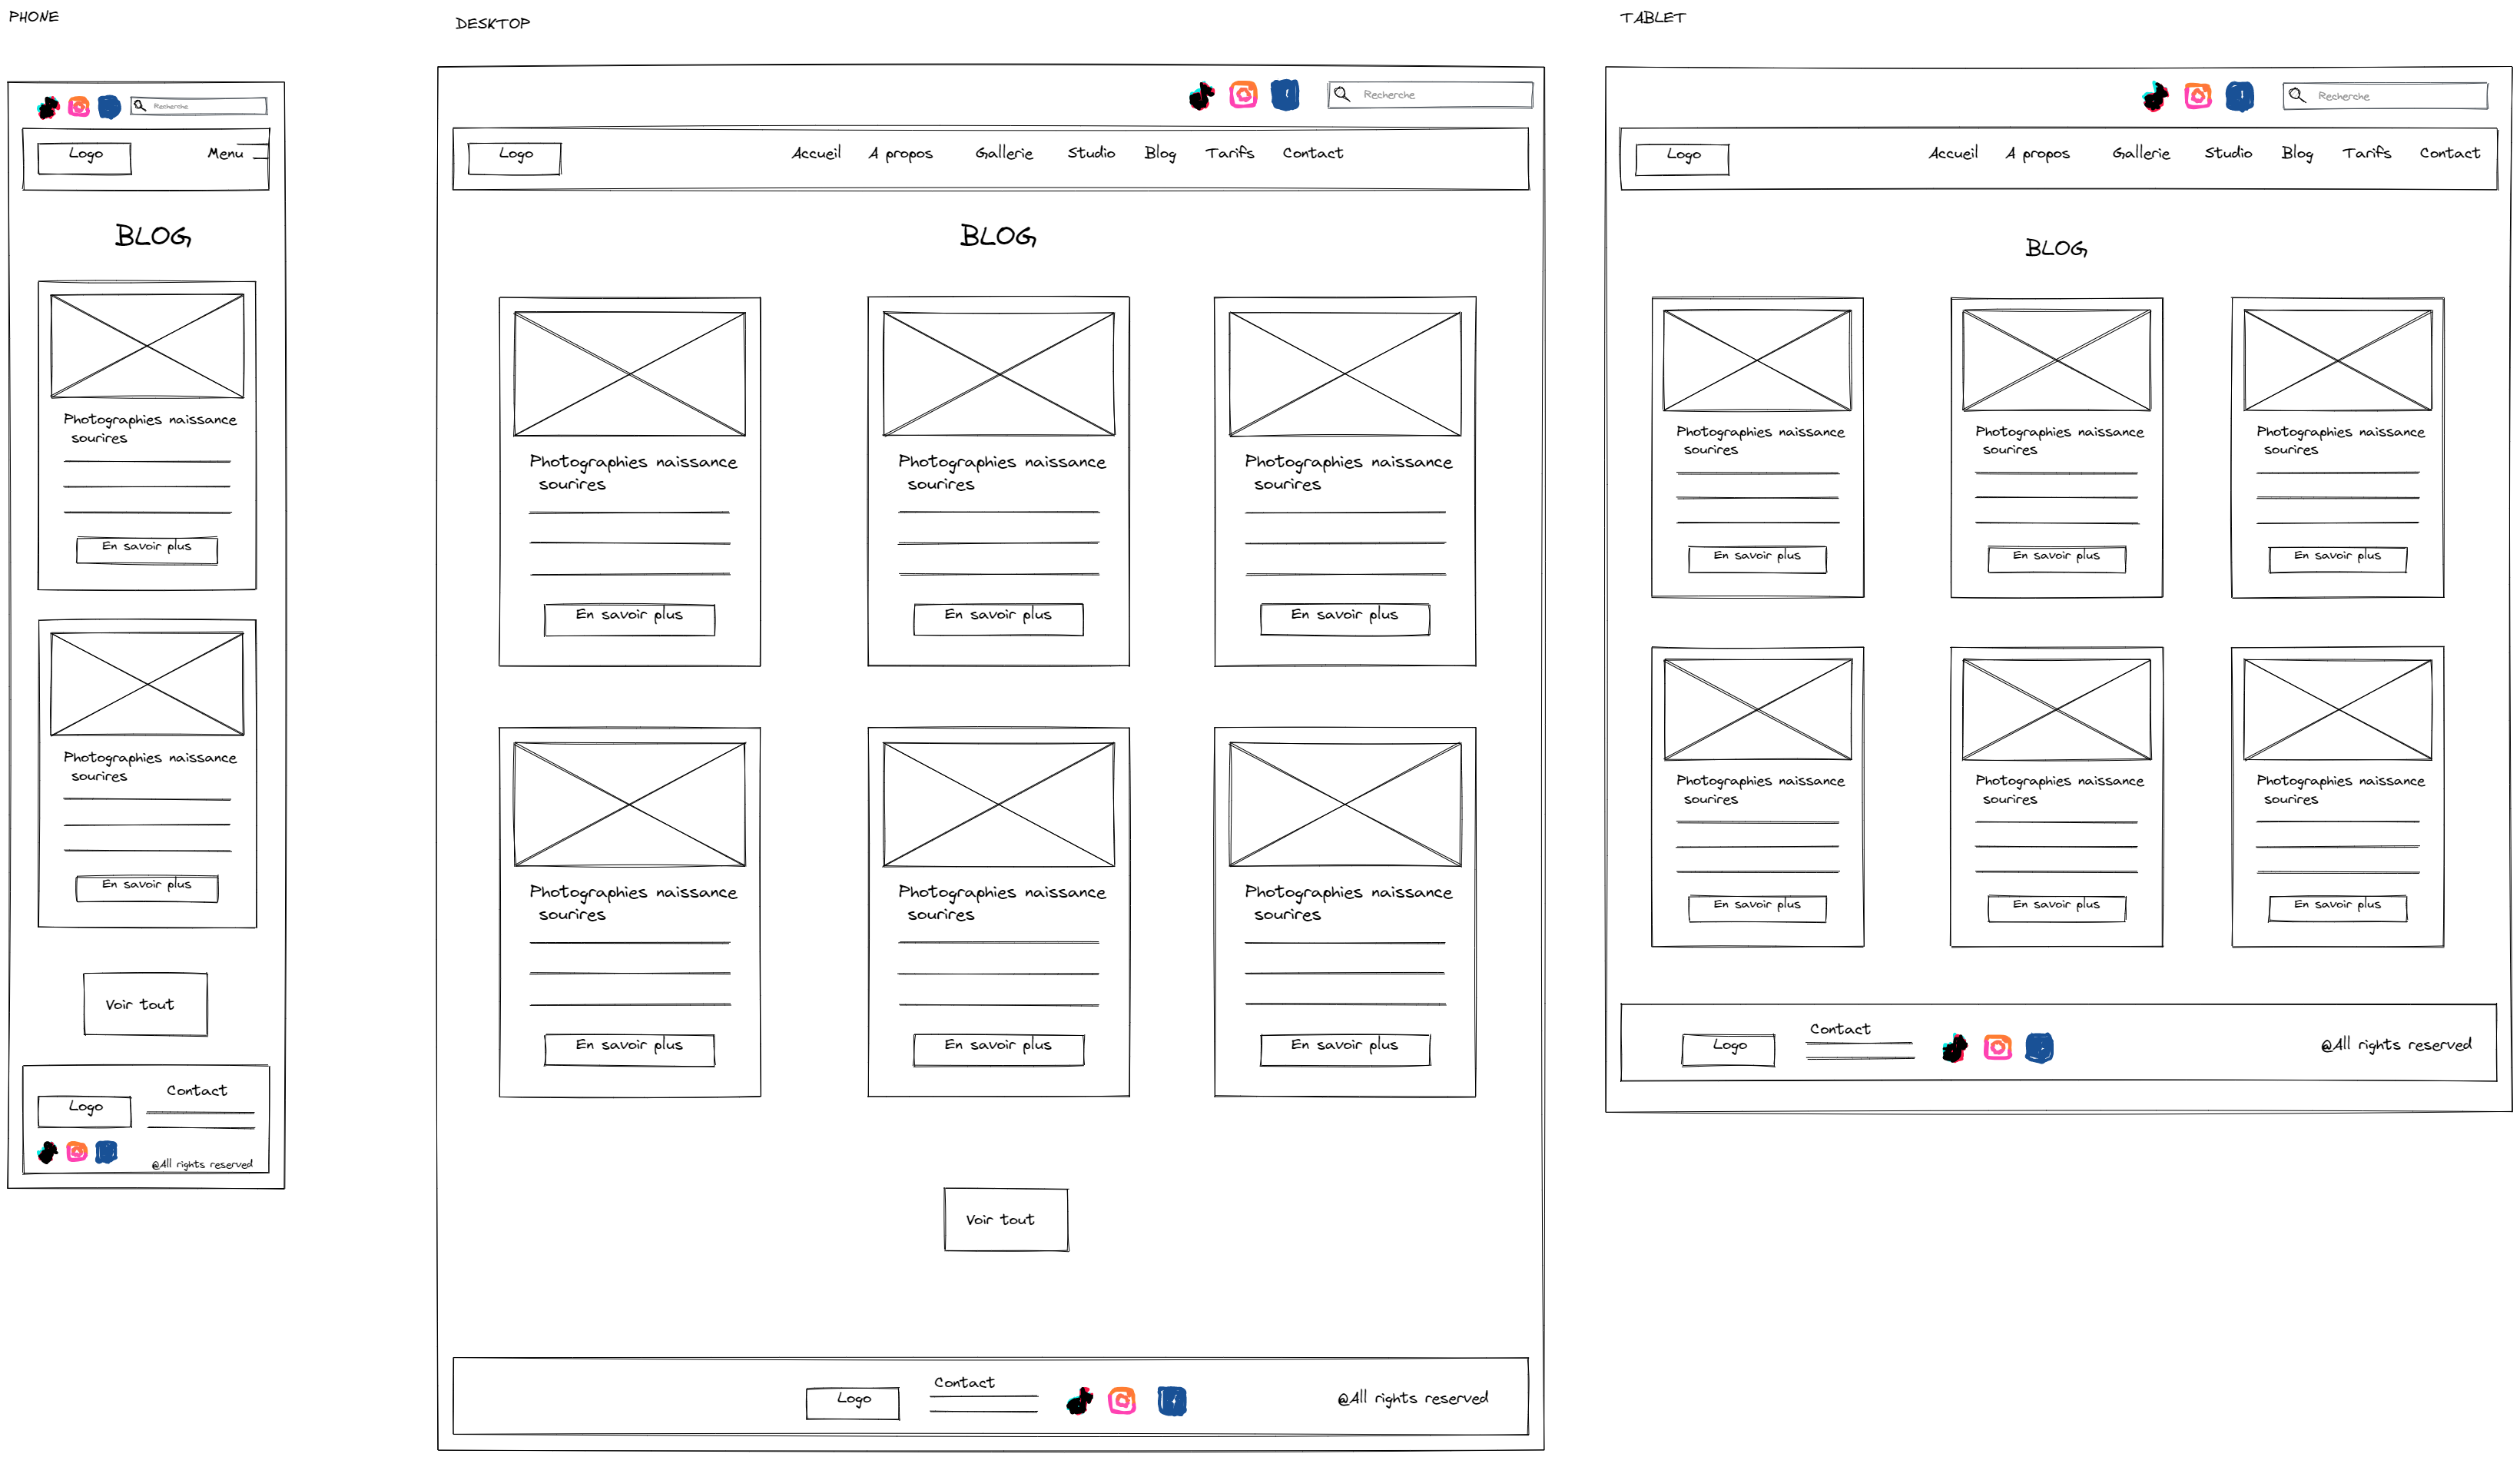 PHONE
Recherche
Logo
Menu
BLOG
Photographies naissance
sourires
En savoir plus
Photographies naissance
sourires
En savoir plus
Voir tout
Contact
Logo
@All rights reserved
DESKTOP
Recherche
Logo
Accueil A propos Gallerie Studio Blog Tarifs Contact
BLOG
Photographies naissance
sourires
En savoir plus
Photographies naissance
sourires
En savoir plus
Photographies naissance
sourires
En savoir plus
Photographies naissance
sourires
En savoir plus
Photographies naissance
sourires
En savoir plus
Photographies naissance
sourires
En savoir plus
Voir tout
Logo
Contact
@All rights reserved
TABLET
Recherche
Logo
Accueil A propos Gallerie Studio Blog Tarifs Contact
BLOG
Photographies naissance
sourires
En savoir plus
Photographies naissance
sourires
En savoir plus
Photographies naissance
sourires
En savoir plus
Photographies naissance
sourires
En savoir plus
Photographies naissance
sourires
En savoir plus
Photographies naissance
sourires
En savoir plus
Logo
Contact
@All rights reserved